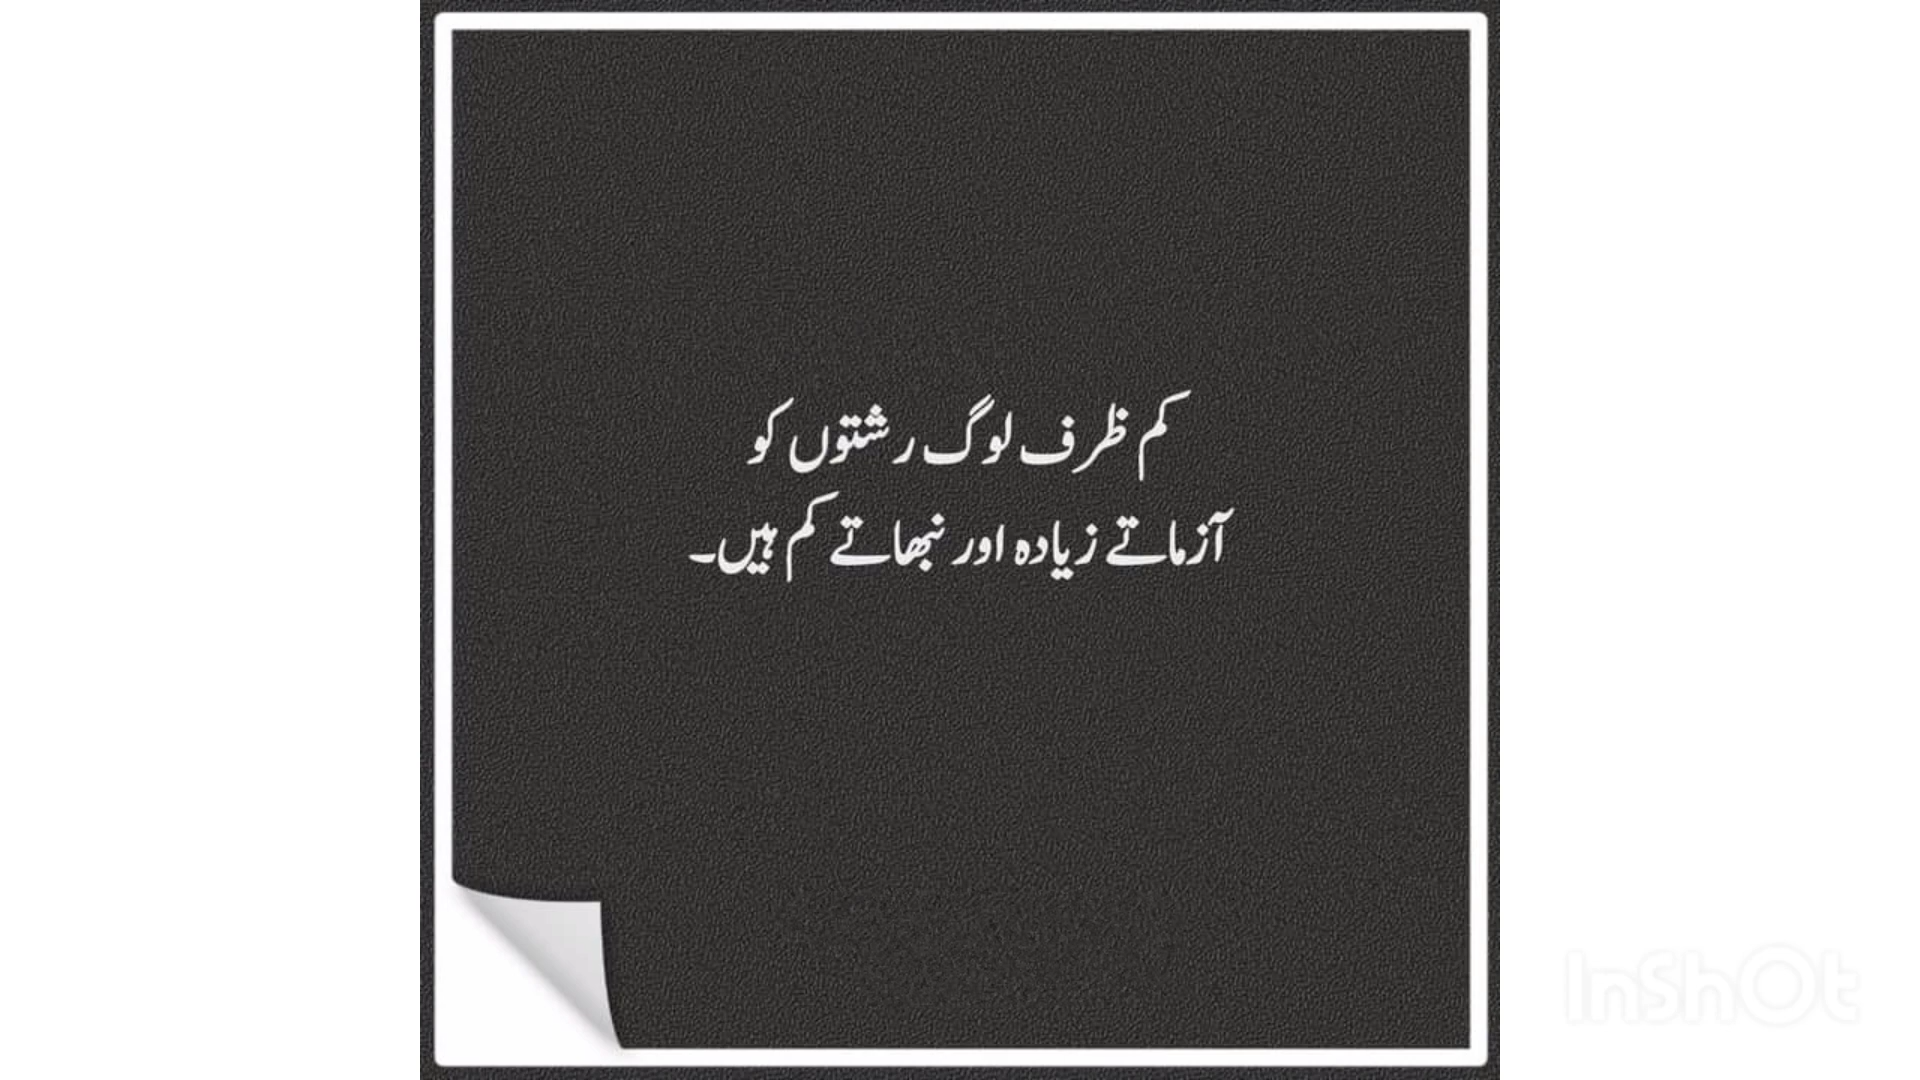 کم ظرف لوگ رشتوں کو
آزماتے زیادہ اور نبھاتے کم ہیں۔
InShOt